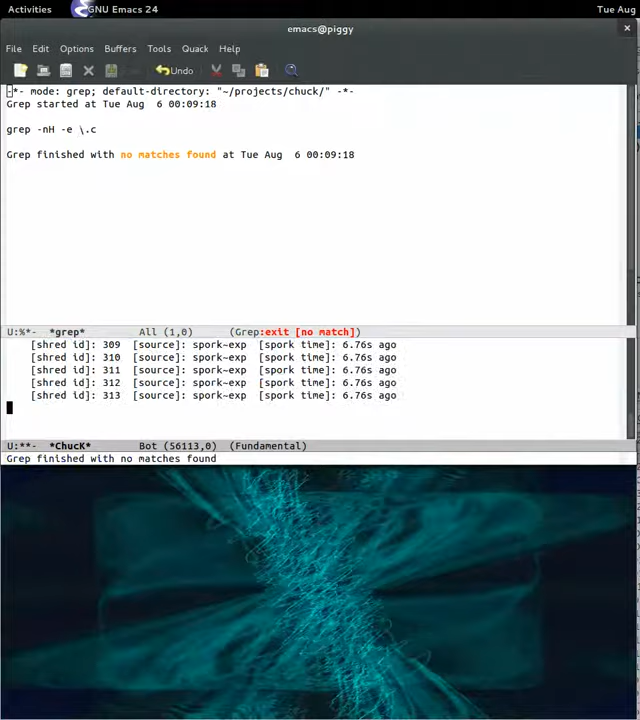 Activities GNU Emacs 24 Tue Aug
emacs@piggy
File Edit Options Buffers Tools Quack Help
Undo
-*- mode: grep; default-directory: "~/projects/chuck/" -*-
Grep started at Tue Aug  6 00:09:18
grep -nH -e \.c
Grep finished with no matches found at Tue Aug  6 00:09:18
U:%*-  *grep*  All (1,0)  (Grep:exit [no match])
[shred id]: 309  [source]: spork~exp  [spork time]: 6.76s ago
[shred id]: 310  [source]: spork~exp  [spork time]: 6.76s ago
[shred id]: 311  [source]: spork~exp  [spork time]: 6.76s ago
[shred id]: 312  [source]: spork~exp  [spork time]: 6.76s ago
[shred id]: 313  [source]: spork~exp  [spork time]: 6.76s ago
U:**-  *ChucK*  Bot (56113,0)  (Fundamental)
Grep finished with no matches found